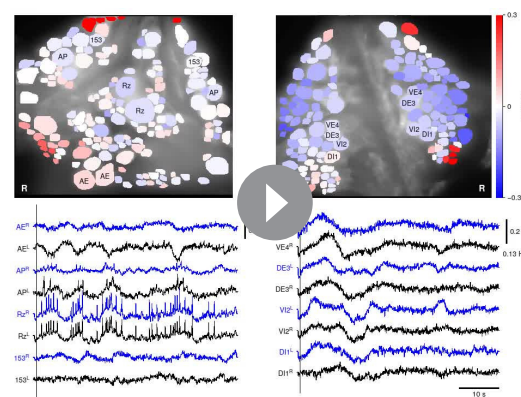 0.3
153
AP
153
Rz
AP
Rz
AE
AE
R
VE4
DE3
VE4
DE3
VI2
VI2
DI1
DI1
R
0
−0.3
AE^R
AE^L
AP^R
AP^L
Rz^R
Rz^L
153^R
153^L
VE4^R
DE3^L
DE3^R
VI2^L
VI2^R
DI1^L
DI1^R
0.2
0.13 H
10 s